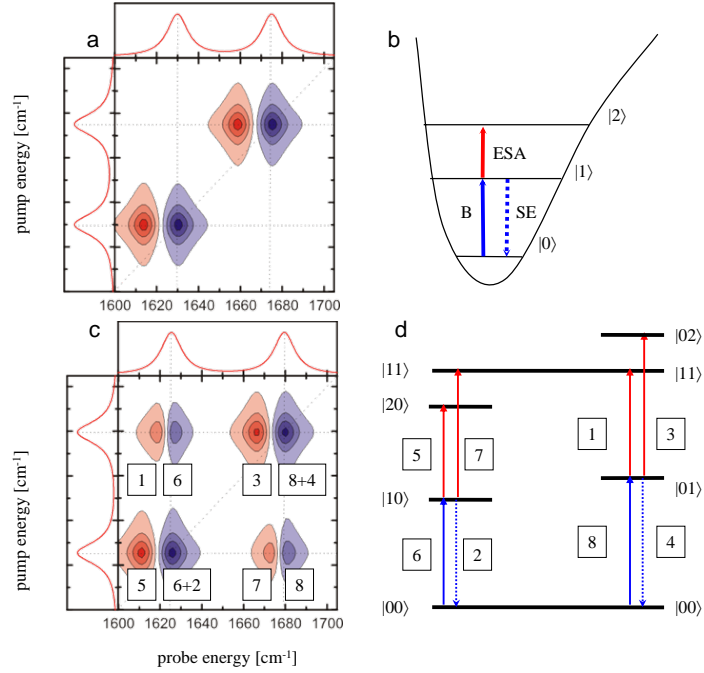 a
pump energy [cm⁻¹]
1600 1620 1640 1660 1680 1700
b
|2⟩
ESA
|1⟩
B
SE
|0⟩
c
pump energy [cm⁻¹]
1 6 3 8+4
5 6+2 7 8
1600 1620 1640 1660 1680 1700
probe energy [cm⁻¹]
d
|02⟩
|11⟩ |11⟩
|20⟩
5 7 1 3
|10⟩ |01⟩
6 2 8 4
|00⟩ |00⟩